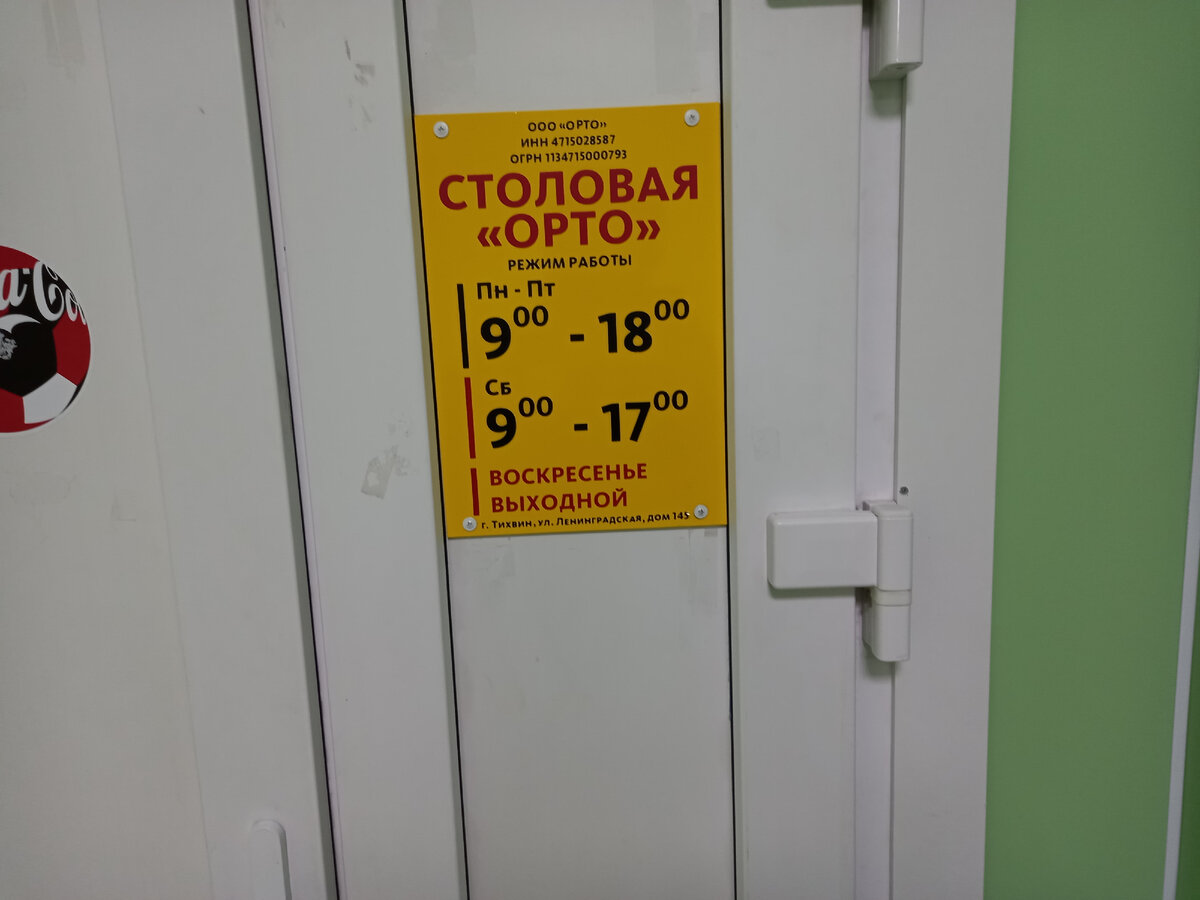 ООО «ОРТО»
ИНН 4715028587
ОГРН 1134715000793
СТОЛОВАЯ
«ОРТО»
РЕЖИМ РАБОТЫ
Пн - Пт
9⁰⁰ - 18⁰⁰
Сб
9⁰⁰ - 17⁰⁰
ВОСКРЕСЕНЬЕ
ВЫХОДНОЙ
г. Тихвин, ул. Ленинградская, дом 145